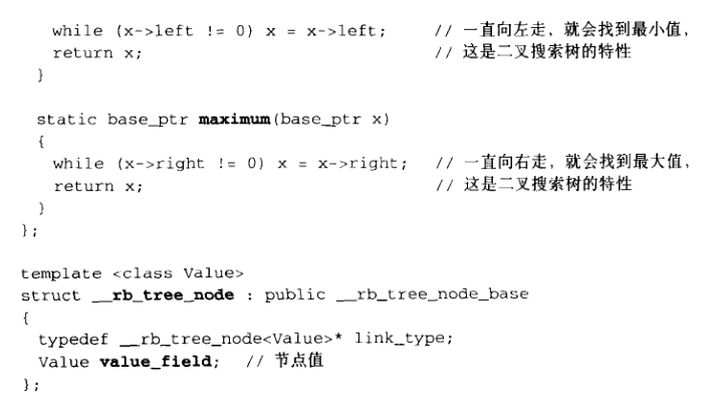 while (x->left != 0) x = x->left; // 一直向左走，就会找到最小值，
return x; // 这是二叉搜索树的特性
}
static base_ptr maximum(base_ptr x)
{
while (x->right != 0) x = x->right; // 一直向右走，就会找到最大值，
return x; // 这是二叉搜索树的特性
}
};
template <class Value>
struct __rb_tree_node : public __rb_tree_node_base
{
typedef __rb_tree_node<Value>* link_type;
Value value_field; // 节点值
};